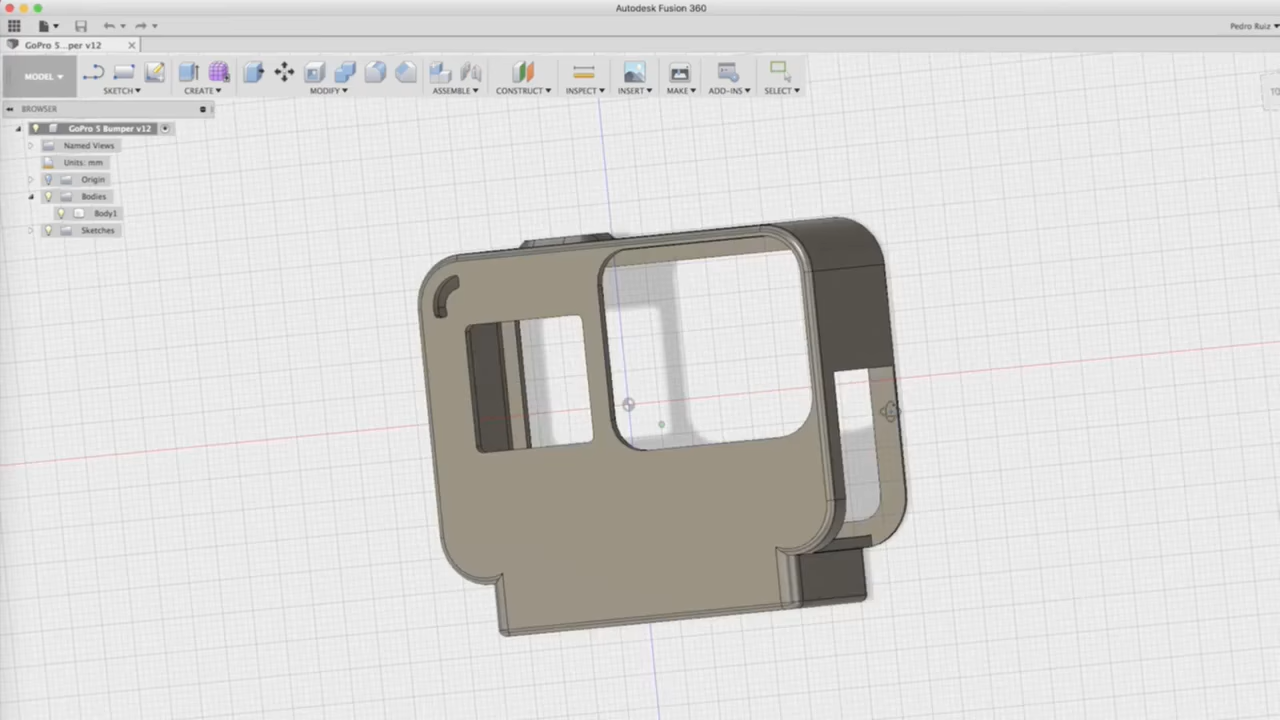 Autodesk Fusion 360
Pedro Ruiz
GoPro 5...per v12
MODEL
SKETCH CREATE MODIFY ASSEMBLE CONSTRUCT INSPECT INSERT MAKE ADD-INS SELECT
BROWSER
GoPro 5 Bumper v12
Named Views
Units: mm
Origin
Bodies
Body1
Sketches